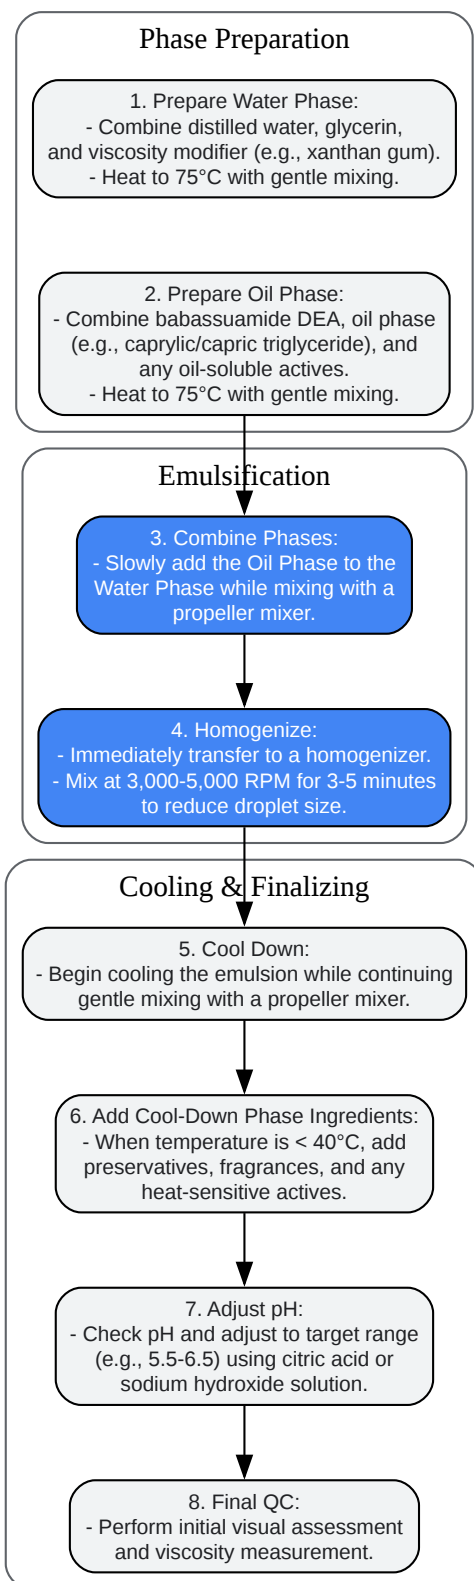 Phase Preparation
1. Prepare Water Phase:
- Combine distilled water, glycerin,
and viscosity modifier (e.g., xanthan gum).
- Heat to 75°C with gentle mixing.
2. Prepare Oil Phase:
- Combine babassuamide DEA, oil phase
(e.g., caprylic/capric triglyceride), and
any oil-soluble actives.
- Heat to 75°C with gentle mixing.
Emulsification
3. Combine Phases:
- Slowly add the Oil Phase to the
Water Phase while mixing with a
propeller mixer.
4. Homogenize:
- Immediately transfer to a homogenizer.
- Mix at 3,000-5,000 RPM for 3-5 minutes
to reduce droplet size.
Cooling & Finalizing
5. Cool Down:
- Begin cooling the emulsion while continuing
gentle mixing with a propeller mixer.
6. Add Cool-Down Phase Ingredients:
- When temperature is < 40°C, add
preservatives, fragrances, and any
heat-sensitive actives.
7. Adjust pH:
- Check pH and adjust to target range
(e.g., 5.5-6.5) using citric acid or
sodium hydroxide solution.
8. Final QC:
- Perform initial visual assessment
and viscosity measurement.